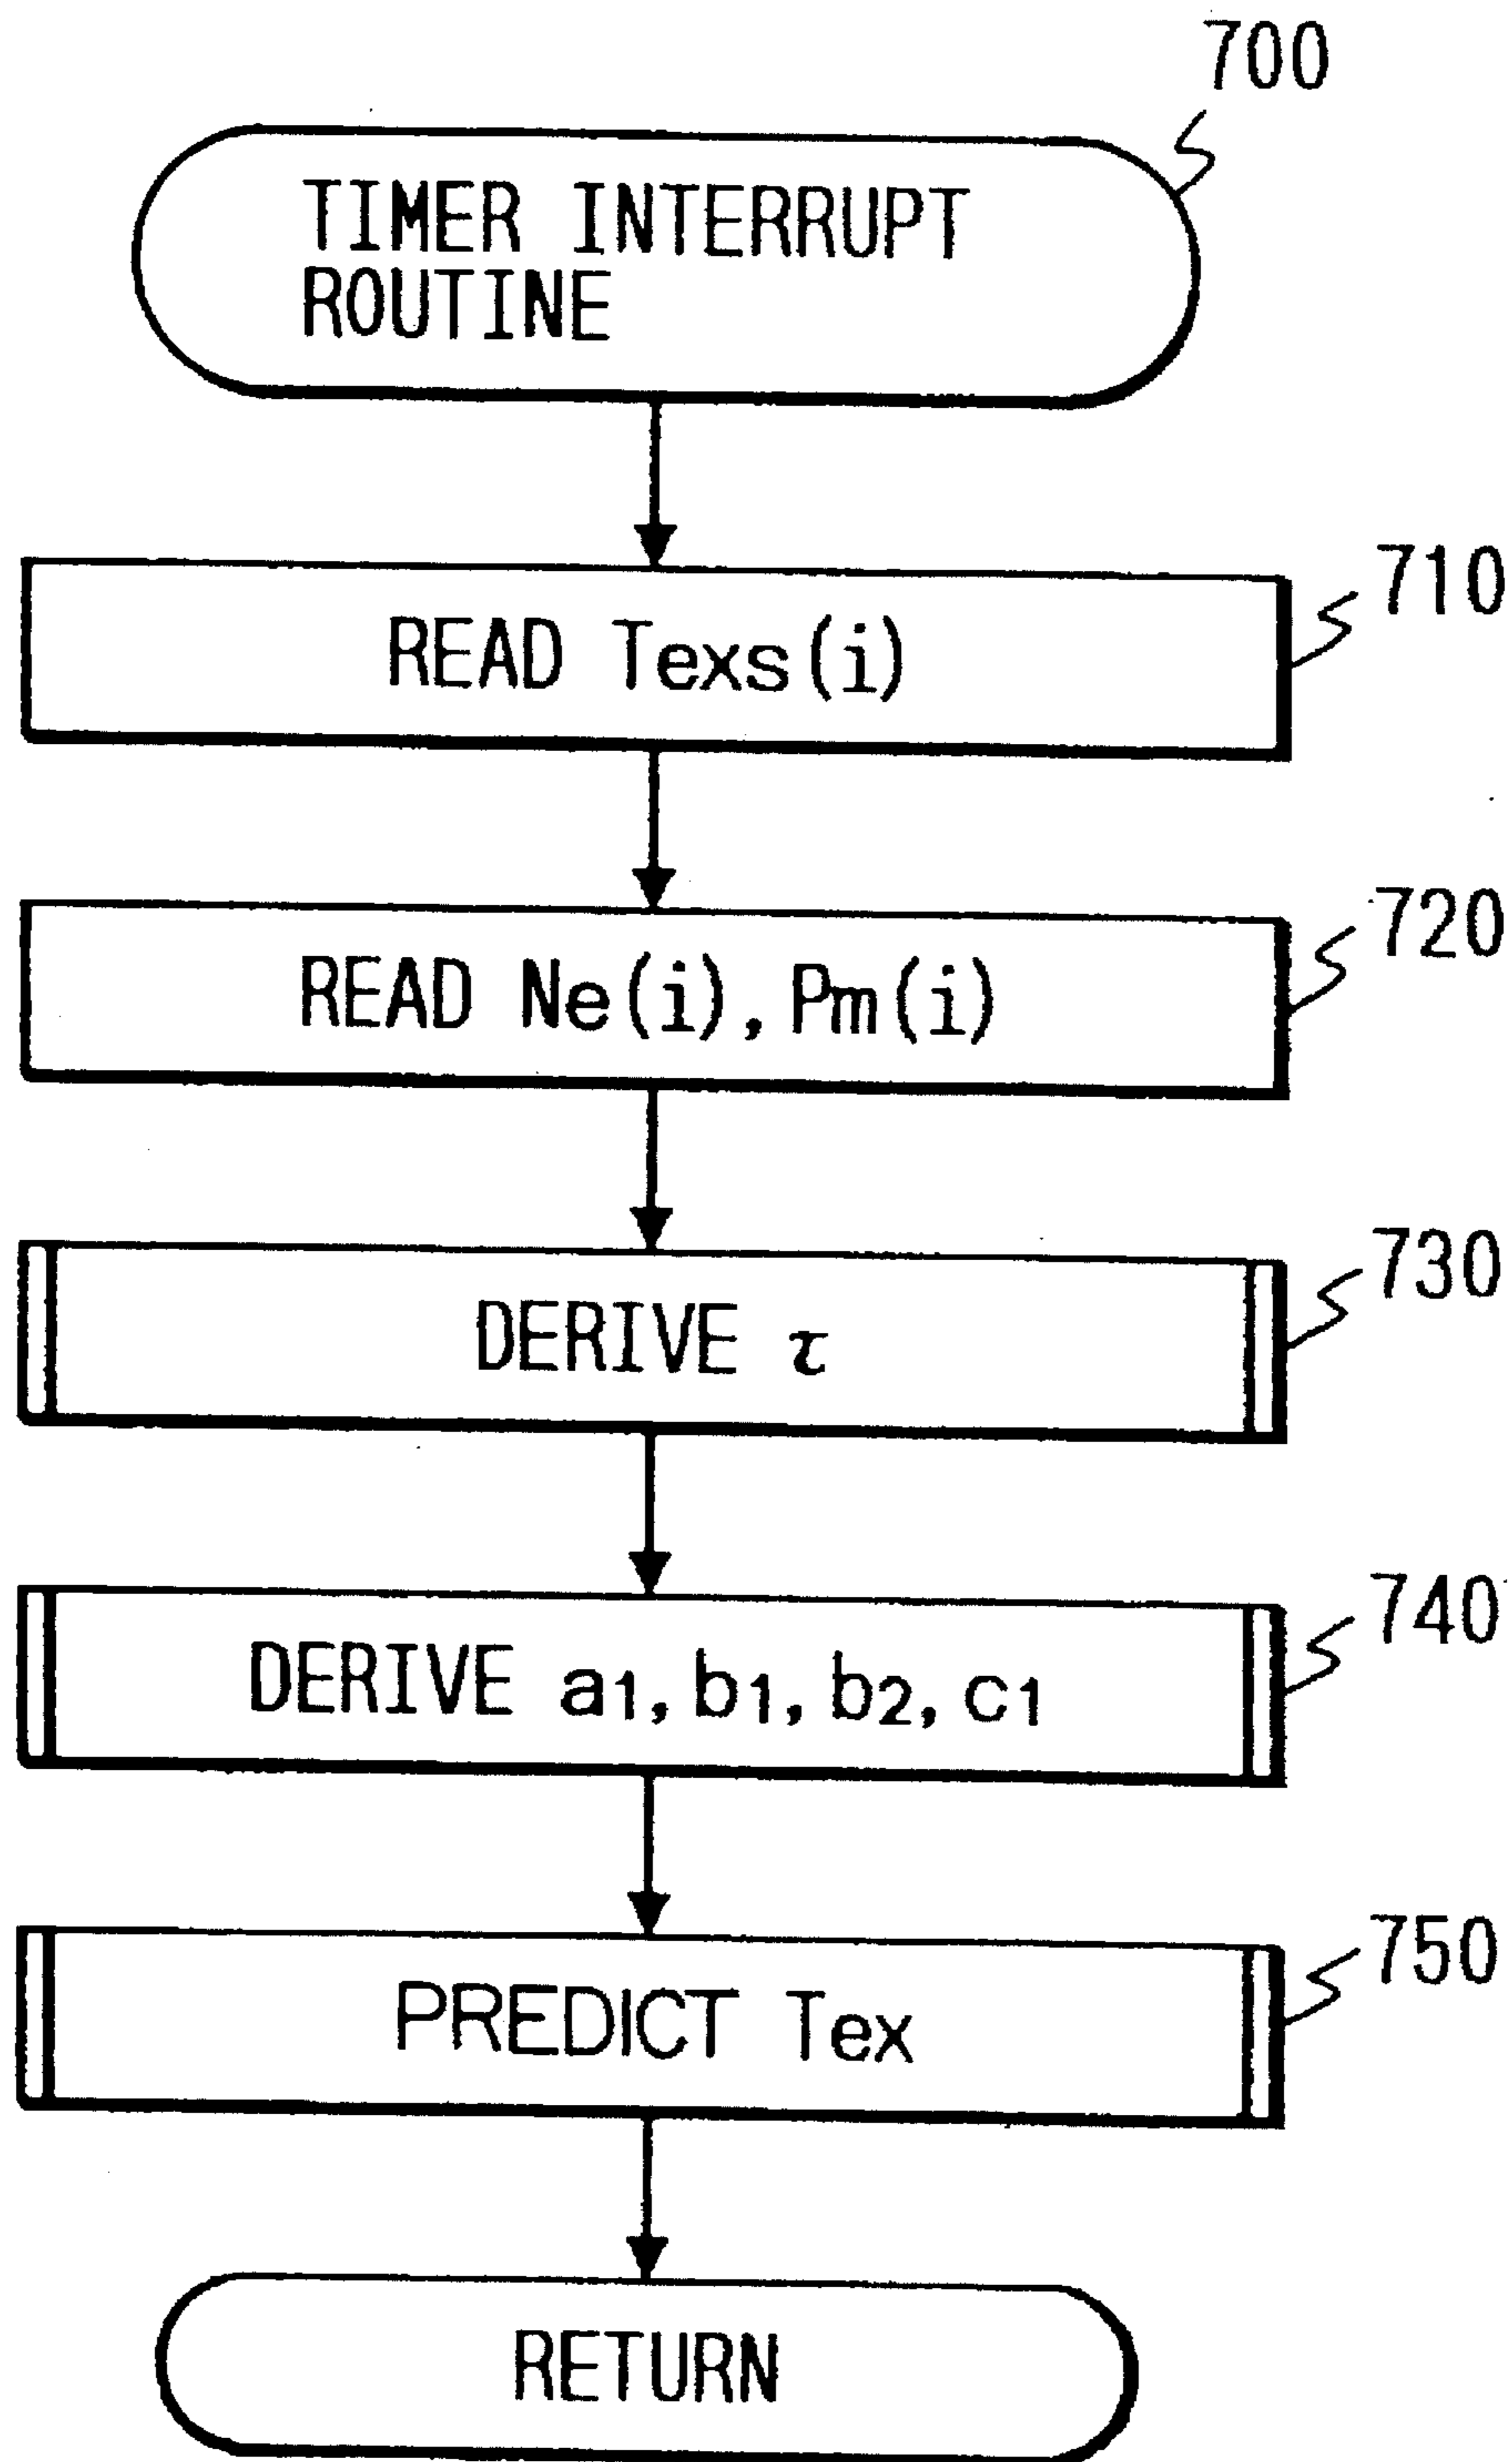 700
TIMER INTERRUPT
ROUTINE
710
READ Texs(i)
720
READ Ne(i), Pm(i)
730
DERIVE τ
740
DERIVE a1, b1, b2, c1
750
PREDICT Tex
RETURN